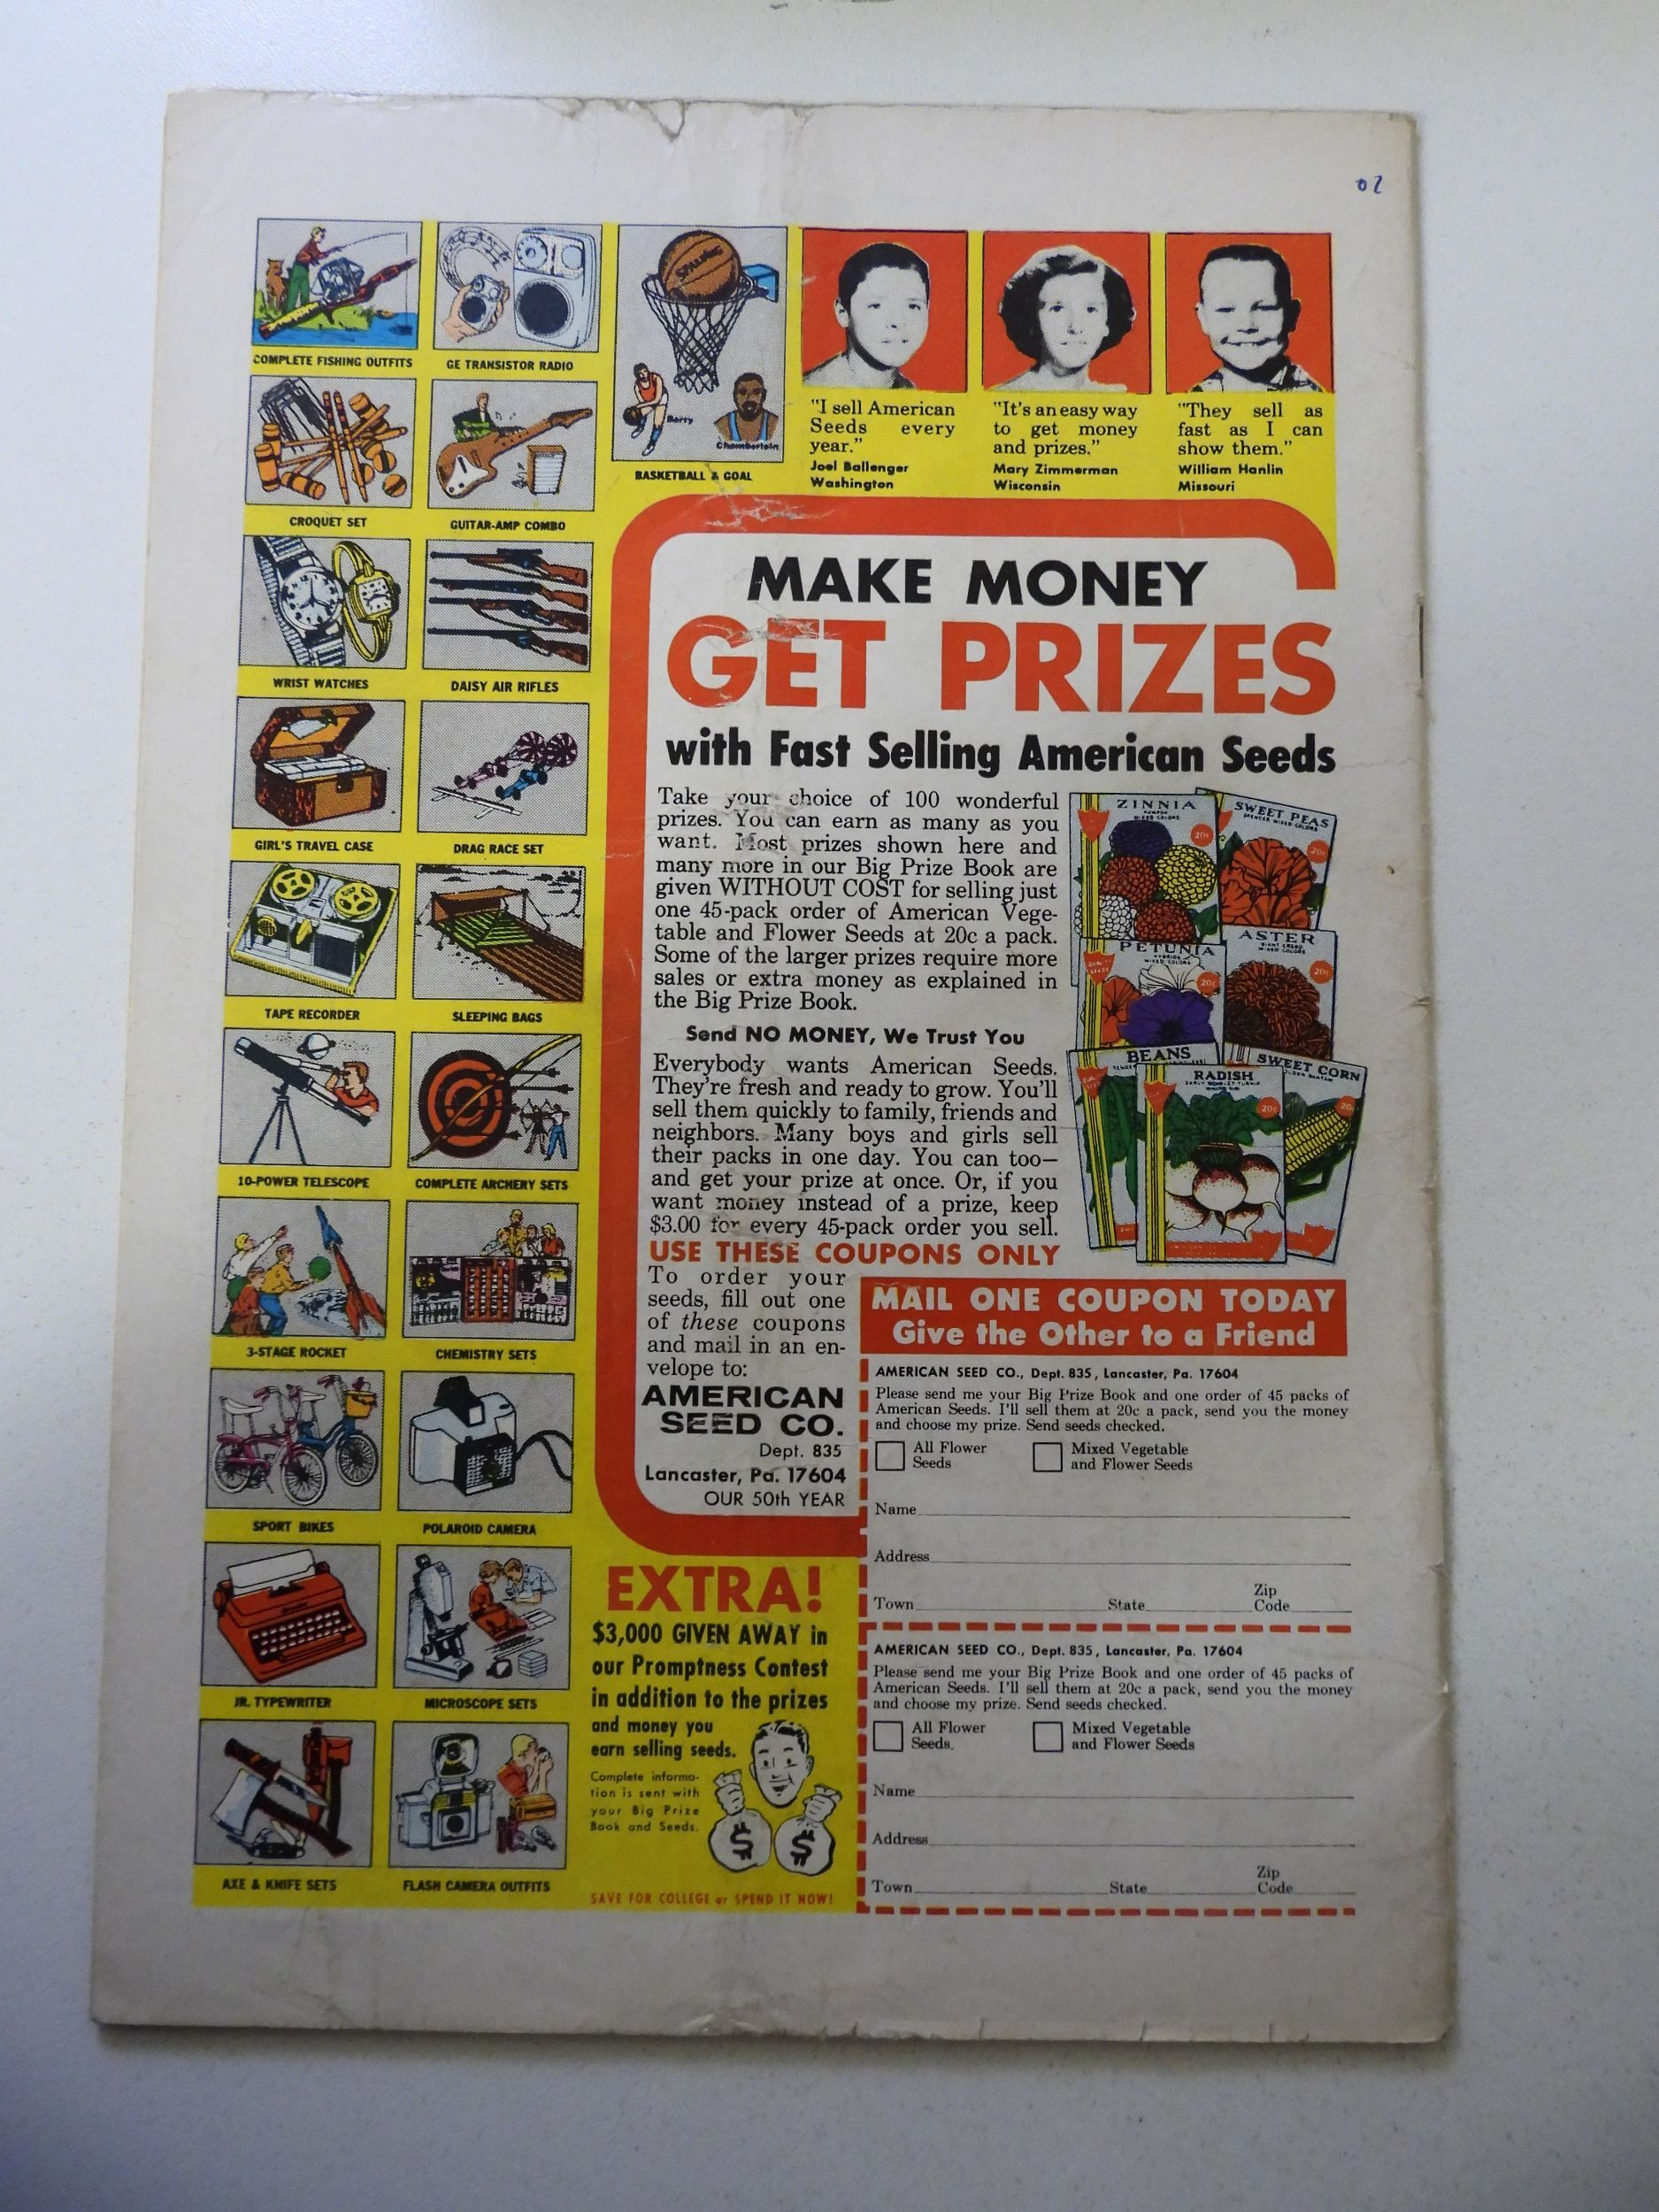 02
COMPLETE FISHING OUTFITS
GE TRANSISTOR RADIO
SPALDING
Barry
Chamberlain
BASKETBALL & GOAL
CROQUET SET
GUITAR-AMP COMBO
WRIST WATCHES
DAISY AIR RIFLES
GIRL'S TRAVEL CASE
DRAG RACE SET
TAPE RECORDER
SLEEPING BAGS
10-POWER TELESCOPE
COMPLETE ARCHERY SETS
3-STAGE ROCKET
CHEMISTRY SETS
SPORT BIKES
POLAROID CAMERA
JR. TYPEWRITER
MICROSCOPE SETS
AXE & KNIFE SETS
FLASH CAMERA OUTFITS
"I sell American
Seeds every
year."
Joel Ballenger
Washington
"It's an easy way
to get money
and prizes."
Mary Zimmerman
Wisconsin
"They sell as
fast as I can
show them."
William Hanlin
Missouri
MAKE MONEY
GET PRIZES
with Fast Selling American Seeds
Take your choice of 100 wonderful
prizes. You can earn as many as you
want. Most prizes shown here and
many more in our Big Prize Book are
given WITHOUT COST for selling just
one 45-pack order of American Vege-
table and Flower Seeds at 20c a pack.
Some of the larger prizes require more
sales or extra money as explained in
the Big Prize Book.
Send NO MONEY, We Trust You
Everybody wants American Seeds.
They're fresh and ready to grow. You'll
sell them quickly to family, friends and
neighbors. Many boys and girls sell
their packs in one day. You can too—
and get your prize at once. Or, if you
want money instead of a prize, keep
$3.00 for every 45-pack order you sell.
USE THESE COUPONS ONLY
To order your
seeds, fill out one
of these coupons
and mail in an en-
velope to:
AMERICAN
SEED CO.
Dept. 835
Lancaster, Pa. 17604
OUR 50th YEAR
ZINNIA
MIXED COLORS
20¢
SWEET PEAS
SPENCER MIXED COLORS
20¢
PETUNIA
MIXED COLORS
20¢
ASTER
MIXED COLORS
20¢
BEANS
RADISH
20¢
SWEET CORN
GOLDEN BANTAM
20¢
MAIL ONE COUPON TODAY
Give the Other to a Friend
AMERICAN SEED CO., Dept. 835, Lancaster, Pa. 17604
Please send me your Big Prize Book and one order of 45 packs of
American Seeds. I'll sell them at 20c a pack, send you the money
and choose my prize. Send seeds checked.
All Flower Seeds
Mixed Vegetable and Flower Seeds
Name
Address
Town State Zip Code
AMERICAN SEED CO., Dept. 835, Lancaster, Pa. 17604
Please send me your Big Prize Book and one order of 45 packs of
American Seeds. I'll sell them at 20c a pack, send you the money
and choose my prize. Send seeds checked.
All Flower Seeds.
Mixed Vegetable and Flower Seeds
Name
Address
Town State Zip Code
EXTRA!
$3,000 GIVEN AWAY in
our Promptness Contest
in addition to the prizes
and money you
earn selling seeds.
Complete informa-
tion is sent with
your Big Prize
Book and Seeds.
$ $
SAVE FOR COLLEGE or SPEND IT NOW!